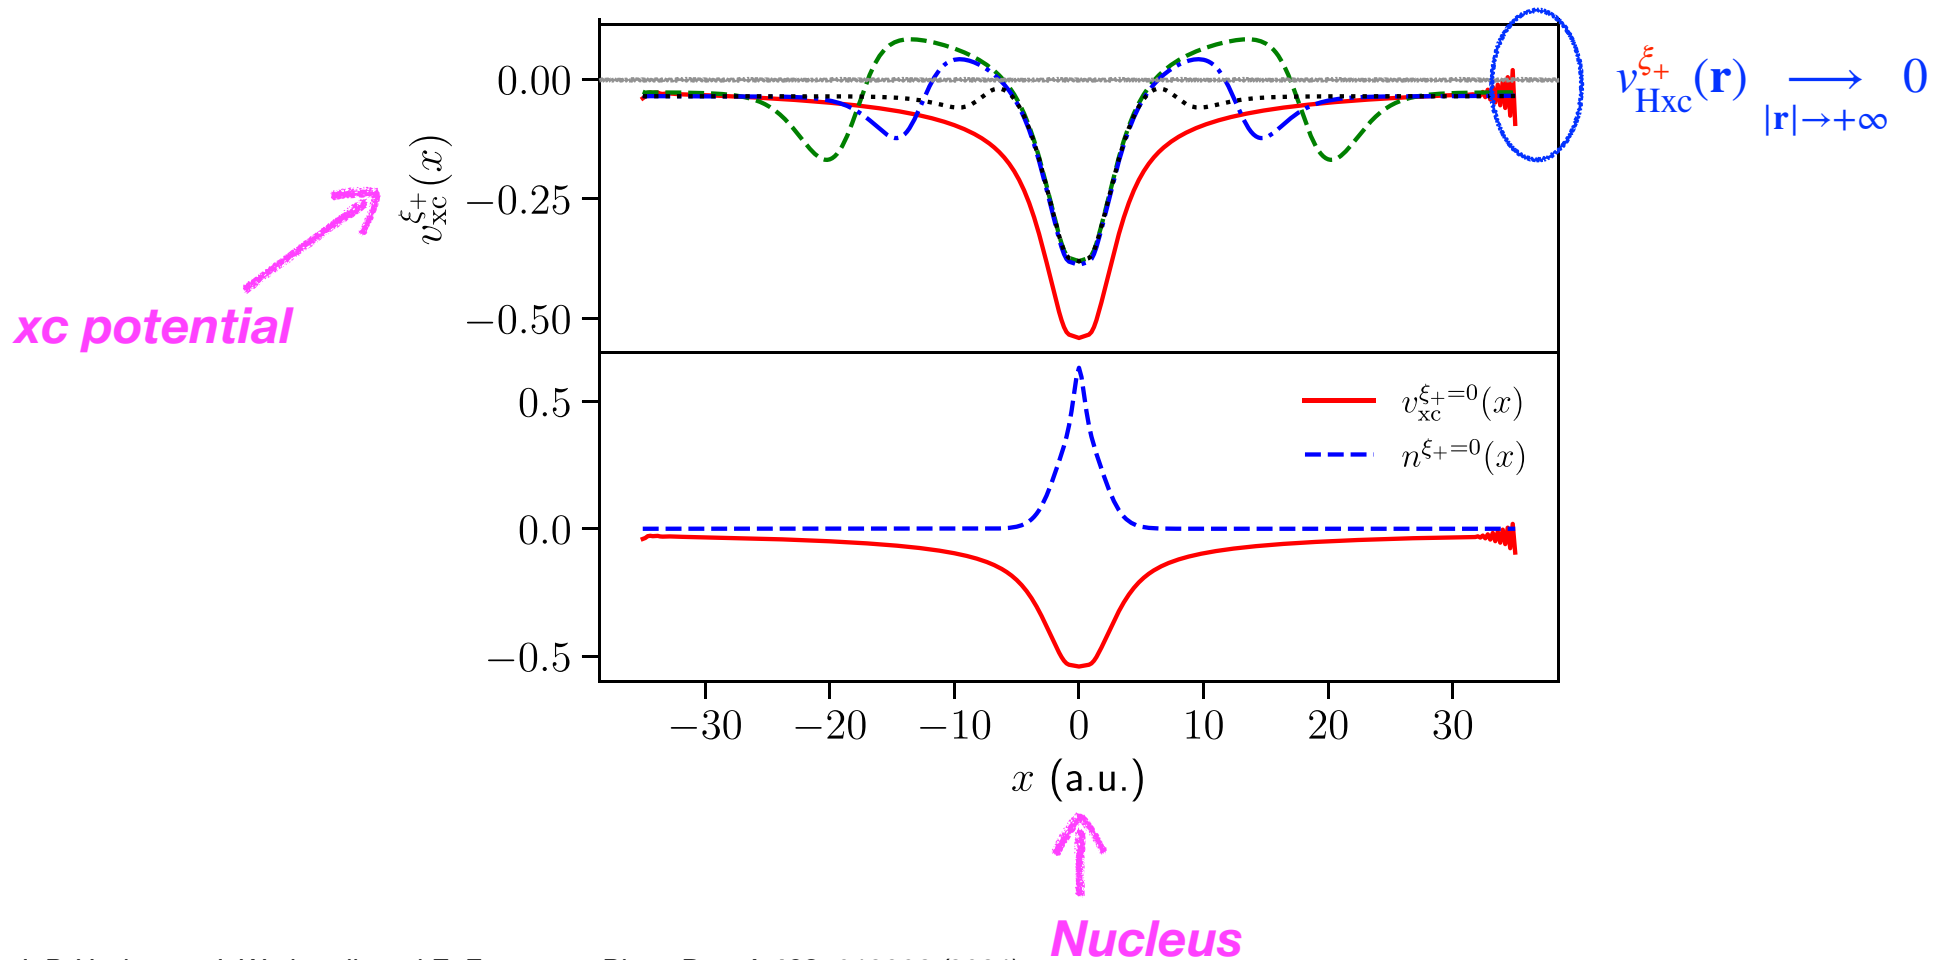 0.00
−0.25
−0.50
v_xc^ξ+(x)
xc potential
v_Hxc^ξ+(r) ⟶ 0
|r|→+∞
0.5
0.0
−0.5
v_xc^ξ+=0(x)
n^ξ+=0(x)
−30 −20 −10 0 10 20 30
x (a.u.)
Nucleus